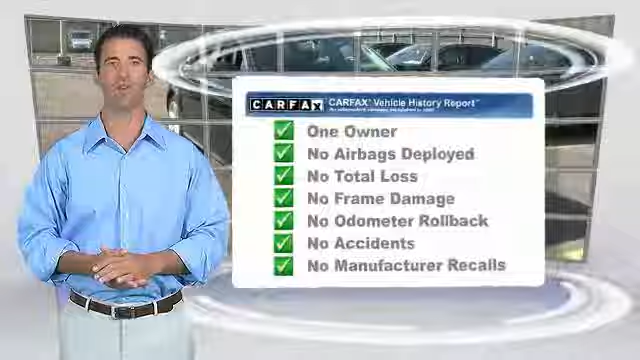 CARFAX CARFAX Vehicle History Report™
One Owner
No Airbags Deployed
No Total Loss
No Frame Damage
No Odometer Rollback
No Accidents
No Manufacturer Recalls